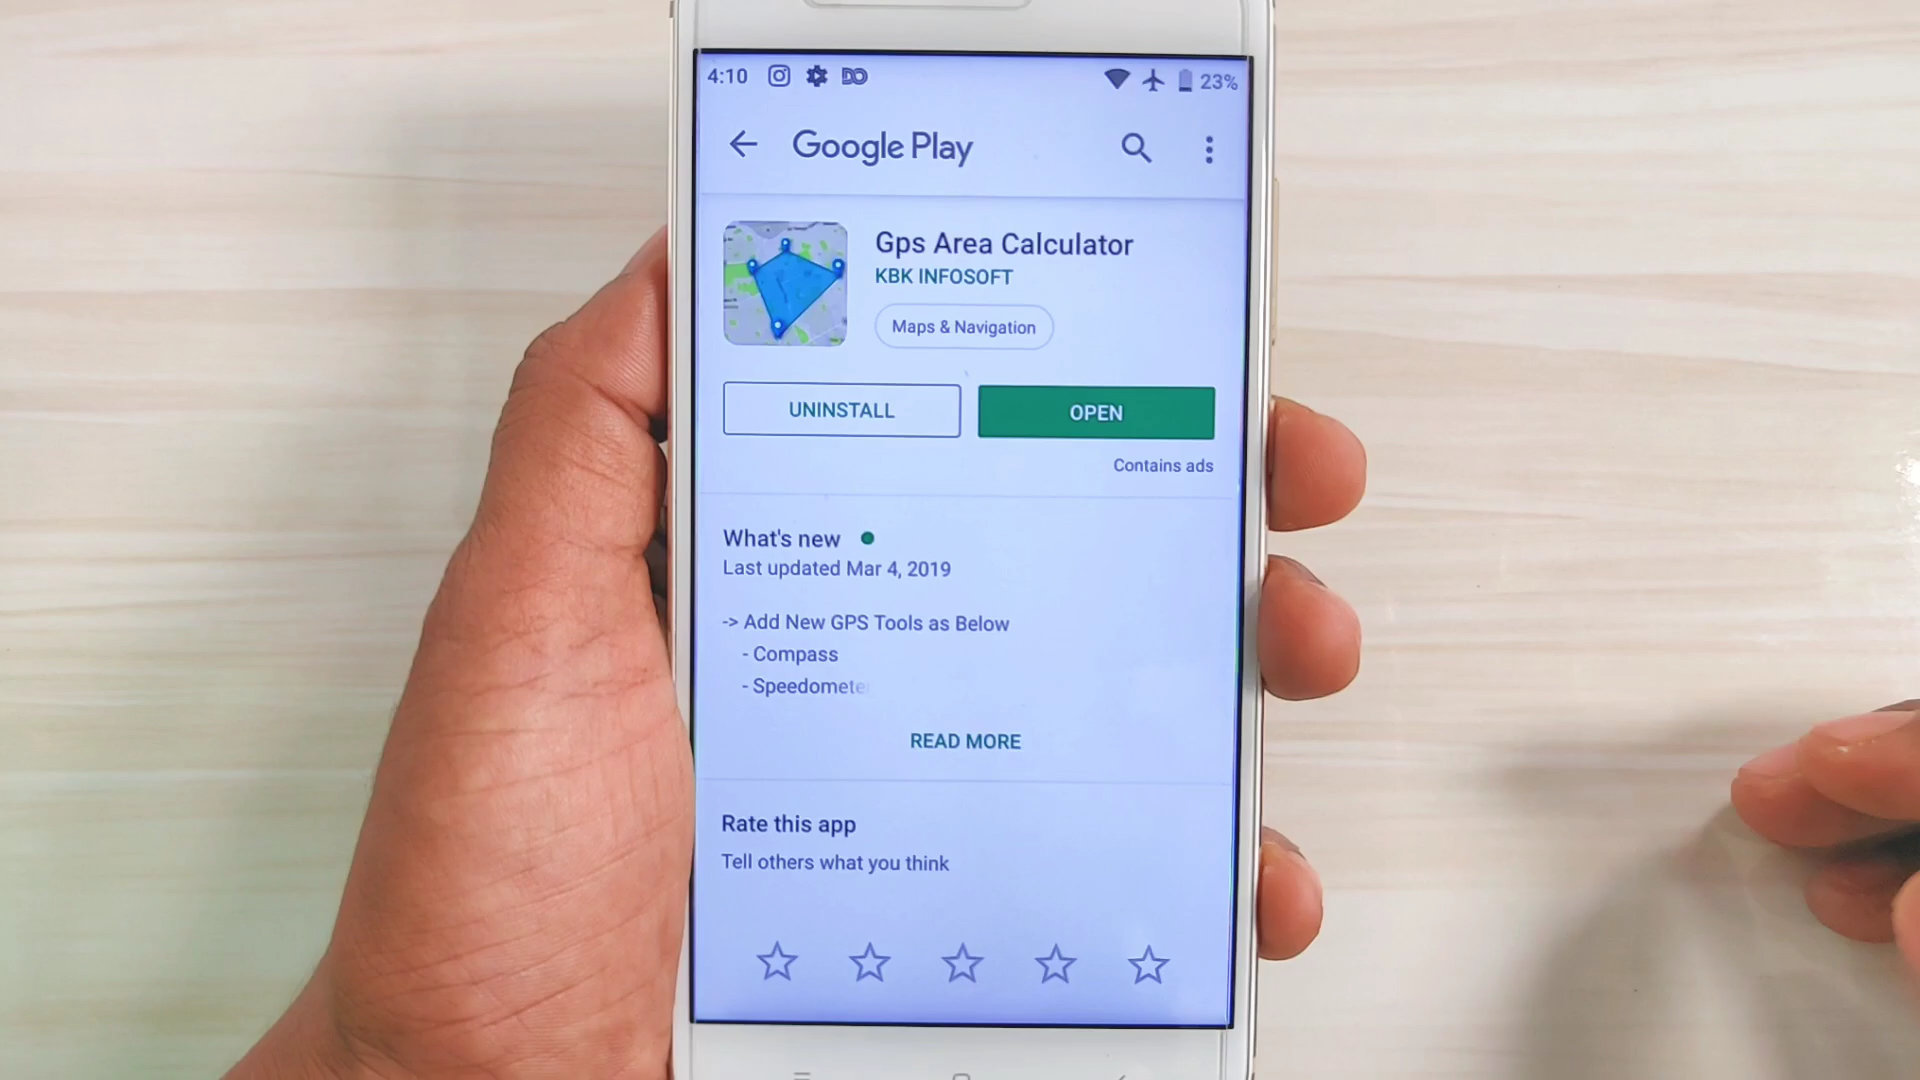 4:10 DO 23%
Google Play
Gps Area Calculator
KBK INFOSOFT
Maps & Navigation
UNINSTALL OPEN
Contains ads
What's new
Last updated Mar 4, 2019
-> Add New GPS Tools as Below
- Compass
- Speedometer
READ MORE
Rate this app
Tell others what you think